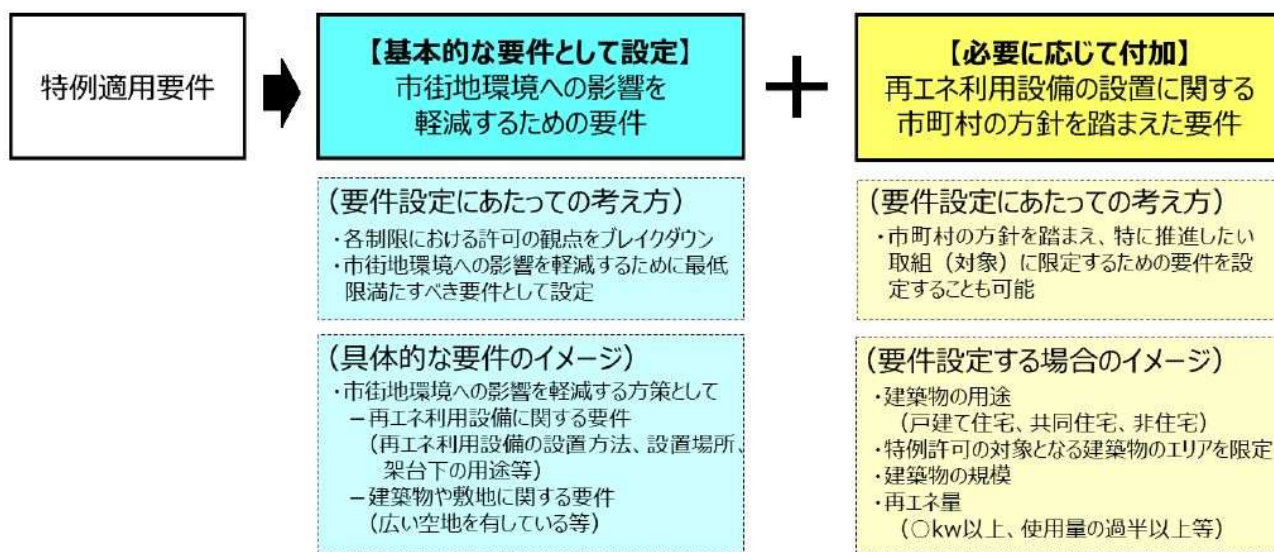 特例適用要件
【基本的な要件として設定】
市街地環境への影響を
軽減するための要件
+
【必要に応じて付加】
再エネ利用設備の設置に関する
市町村の方針を踏まえた要件
(要件設定にあたっての考え方)
・各制限における許可の観点をブレイクダウン
・市街地環境への影響を軽減するために最低
限満たすべき要件として設定
(要件設定にあたっての考え方)
・市町村の方針を踏まえ、特に推進したい
取組（対象）に限定するための要件を設
定することも可能
(具体的な要件のイメージ)
・市街地環境への影響を軽減する方策として
－再エネ利用設備に関する要件
（再エネ利用設備の設置方法、設置場所、
架台下の用途等）
－建築物や敷地に関する要件
（広い空地を有している等）
(要件設定する場合のイメージ)
・建築物の用途
（戸建て住宅、共同住宅、非住宅）
・特例許可の対象となる建築物のエリアを限定
・建築物の規模
・再エネ量
（○kw以上、使用量の過半以上等）